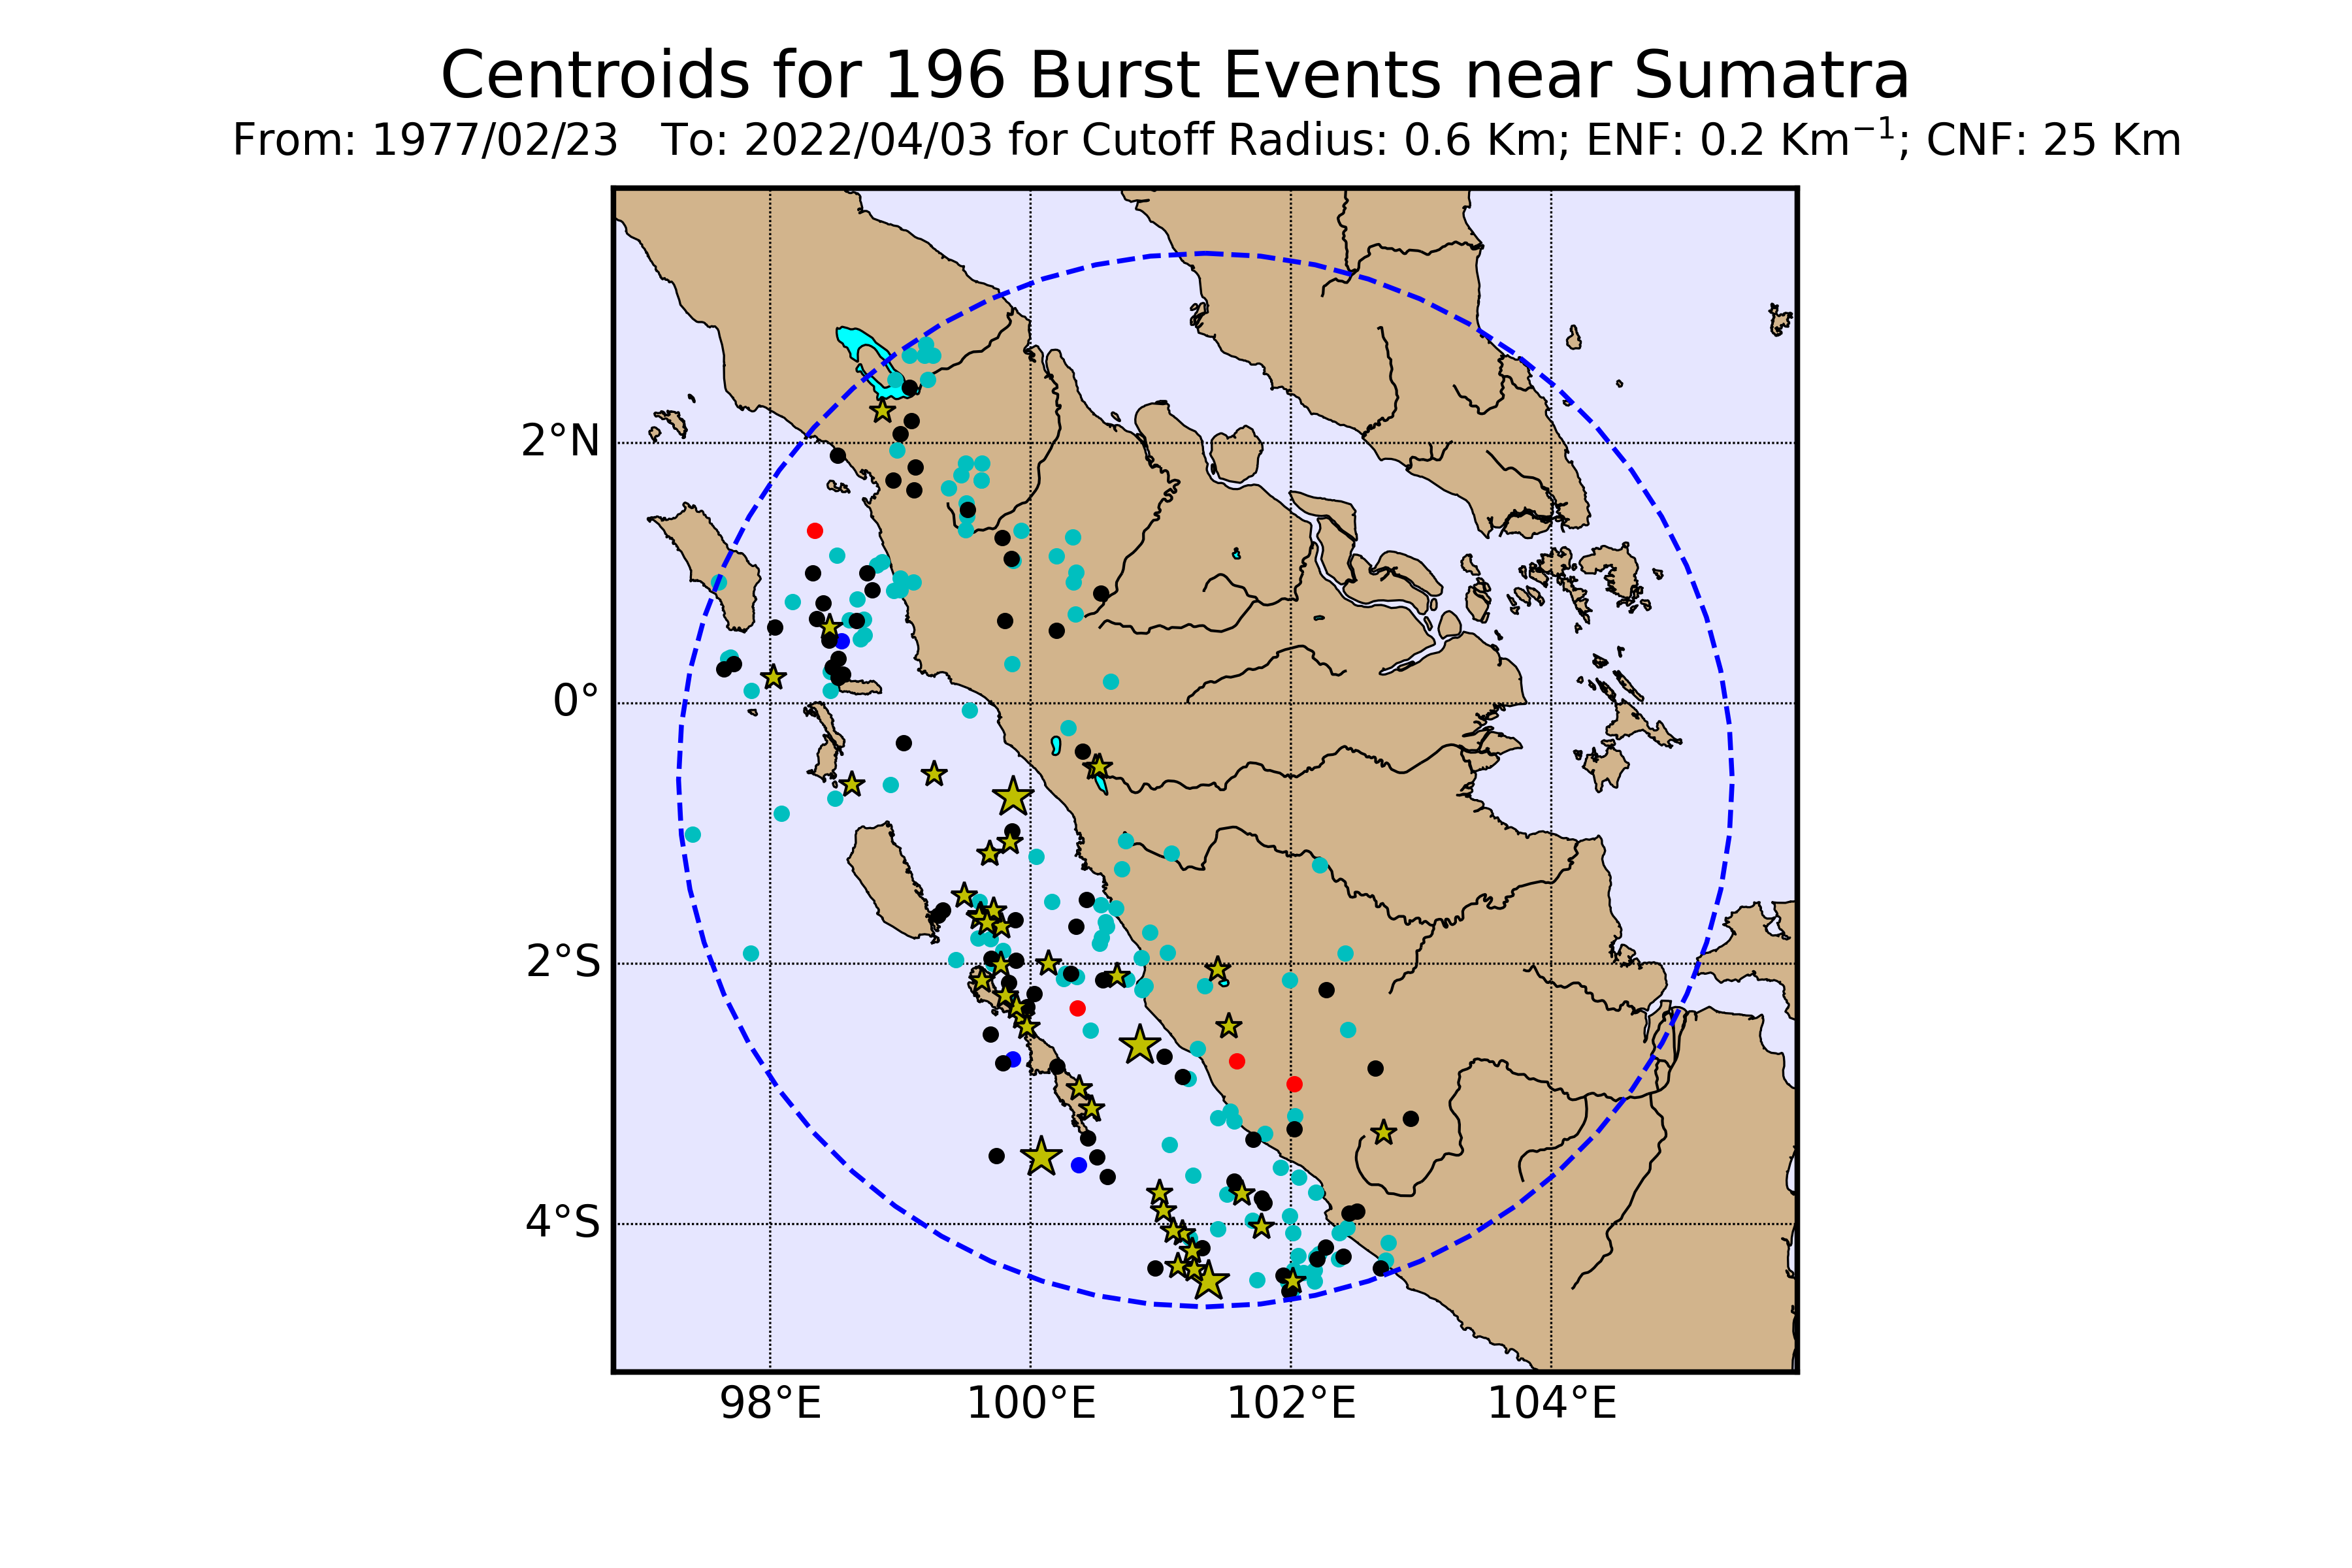 Centroids for 196 Burst Events near Sumatra
From: 1977/02/23 To: 2022/04/03 for Cutoff Radius: 0.6 Km; ENF: 0.2 Km⁻¹; CNF: 25 Km
2°N
0°
2°S
4°S
98°E 100°E 102°E 104°E